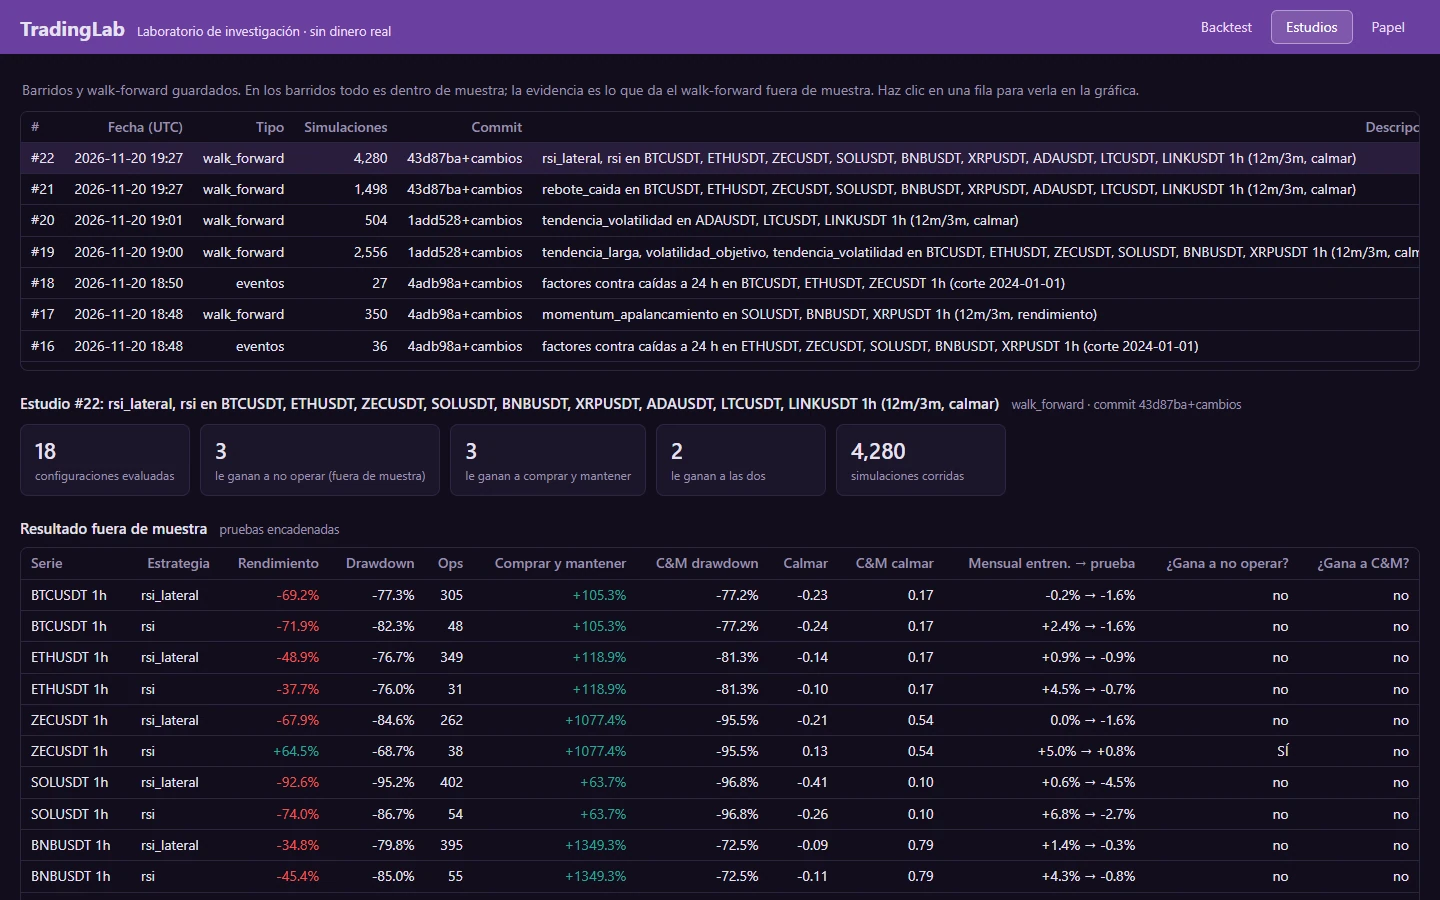 TradingLab Laboratorio de investigación · sin dinero real Backtest Estudios Papel
Barridos y walk-forward guardados. En los barridos todo es dentro de muestra; la evidencia es lo que da el walk-forward fuera de muestra. Haz clic en una fila para verla en la gráfica.
# Fecha (UTC) Tipo Simulaciones Commit Descripc
#22 2026-11-20 19:27 walk_forward 4,280 43d87ba+cambios rsi_lateral, rsi en BTCUSDT, ETHUSDT, ZECUSDT, SOLUSDT, BNBUSDT, XRPUSDT, ADAUSDT, LTCUSDT, LINKUSDT 1h (12m/3m, calmar)
#21 2026-11-20 19:27 walk_forward 1,498 43d87ba+cambios rebote_caida en BTCUSDT, ETHUSDT, ZECUSDT, SOLUSDT, BNBUSDT, XRPUSDT, ADAUSDT, LTCUSDT, LINKUSDT 1h (12m/3m, calmar)
#20 2026-11-20 19:01 walk_forward 504 1add528+cambios tendencia_volatilidad en ADAUSDT, LTCUSDT, LINKUSDT 1h (12m/3m, calmar)
#19 2026-11-20 19:00 walk_forward 2,556 1add528+cambios tendencia_larga, volatilidad_objetivo, tendencia_volatilidad en BTCUSDT, ETHUSDT, ZECUSDT, SOLUSDT, BNBUSDT, XRPUSDT 1h (12m/3m, calm
#18 2026-11-20 18:50 eventos 27 4adb98a+cambios factores contra caídas a 24 h en BTCUSDT, ETHUSDT, ZECUSDT 1h (corte 2024-01-01)
#17 2026-11-20 18:48 walk_forward 350 4adb98a+cambios momentum_apalancamiento en SOLUSDT, BNBUSDT, XRPUSDT 1h (12m/3m, rendimiento)
#16 2026-11-20 18:48 eventos 36 4adb98a+cambios factores contra caídas a 24 h en ETHUSDT, ZECUSDT, SOLUSDT, BNBUSDT, XRPUSDT 1h (corte 2024-01-01)
Estudio #22: rsi_lateral, rsi en BTCUSDT, ETHUSDT, ZECUSDT, SOLUSDT, BNBUSDT, XRPUSDT, ADAUSDT, LTCUSDT, LINKUSDT 1h (12m/3m, calmar) walk_forward · commit 43d87ba+cambios
18 3 3 2 4,280
configuraciones evaluadas le ganan a no operar (fuera de muestra) le ganan a comprar y mantener le ganan a las dos simulaciones corridas
Resultado fuera de muestra pruebas encadenadas
Serie Estrategia Rendimiento Drawdown Ops Comprar y mantener C&M drawdown Calmar C&M calmar Mensual entren. → prueba ¿Gana a no operar? ¿Gana a C&M?
BTCUSDT 1h rsi_lateral -69.2% -77.3% 305 +105.3% -77.2% -0.23 0.17 -0.2% → -1.6% no no
BTCUSDT 1h rsi -71.9% -82.3% 48 +105.3% -77.2% -0.24 0.17 +2.4% → -1.6% no no
ETHUSDT 1h rsi_lateral -48.9% -76.7% 349 +118.9% -81.3% -0.14 0.17 +0.9% → -0.9% no no
ETHUSDT 1h rsi -37.7% -76.0% 31 +118.9% -81.3% -0.10 0.17 +4.5% → -0.7% no no
ZECUSDT 1h rsi_lateral -67.9% -84.6% 262 +1077.4% -95.5% -0.21 0.54 0.0% → -1.6% no no
ZECUSDT 1h rsi +64.5% -68.7% 38 +1077.4% -95.5% 0.13 0.54 +5.0% → +0.8% SÍ no
SOLUSDT 1h rsi_lateral -92.6% -95.2% 402 +63.7% -96.8% -0.41 0.10 +0.6% → -4.5% no no
SOLUSDT 1h rsi -74.0% -86.7% 54 +63.7% -96.8% -0.26 0.10 +6.8% → -2.7% no no
BNBUSDT 1h rsi_lateral -34.8% -79.8% 395 +1349.3% -72.5% -0.09 0.79 +1.4% → -0.3% no no
BNBUSDT 1h rsi -45.4% -85.0% 55 +1349.3% -72.5% -0.11 0.79 +4.3% → -0.8% no no